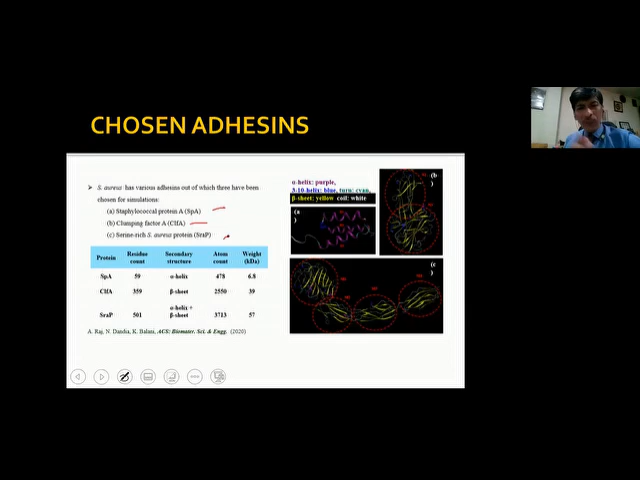 CHOSEN ADHESINS
➤ S. aureus has various adhesins out of which three have been
chosen for simulations:
(a) Staphylococcal protein A (SpA)
(b) Clumping factor A (ClfA)
(c) Serine-rich S. aureus protein (SraP)
Protein Residue count Secondary structure Atom count Weight (kDa)
SpA 59 α-helix 478 6.8
ClfA 359 β-sheet 2550 39
SraP 501 α-helix + β-sheet 3713 57
A. Raj, N. Dandia, K. Balani, ACS: Biomater. Sci. & Engg. (2020)
α-helix: purple,
3-10-helix: blue, turn: cyan,
β-sheet: yellow coil: white
(a
)
(b
)
(c
)